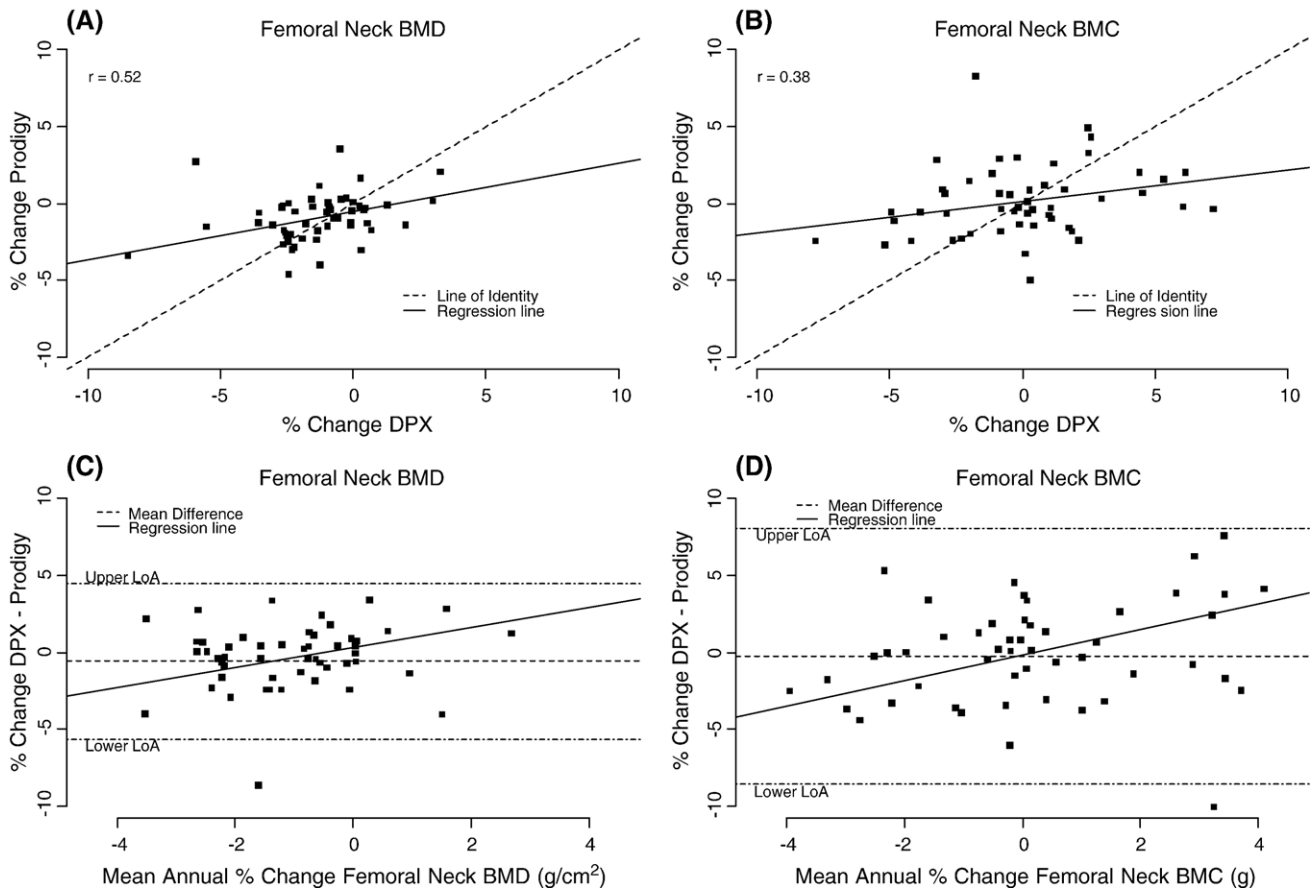 (A)
Femoral Neck BMD
r = 0.52
% Change Prodigy
10
5
0
-5
-10
Line of Identity
Regression line
-10
-5
0
5
10
% Change DPX
(B)
Femoral Neck BMC
r = 0.38
% Change Prodigy
10
5
0
-5
-10
Line of Identity
Regres sion line
-10
-5
0
5
10
% Change DPX
(C)
Femoral Neck BMD
% Change DPX - Prodigy
10
5
0
-5
-10
Mean Difference
Regression line
Upper LoA
Lower LoA
-4
-2
0
2
4
Mean Annual % Change Femoral Neck BMD (g/cm²)
(D)
Femoral Neck BMC
% Change DPX - Prodigy
10
5
0
-5
-10
Mean Difference
Regression line
Upper LoA
Lower LoA
-4
-2
0
2
4
Mean Annual % Change Femoral Neck BMC (g)